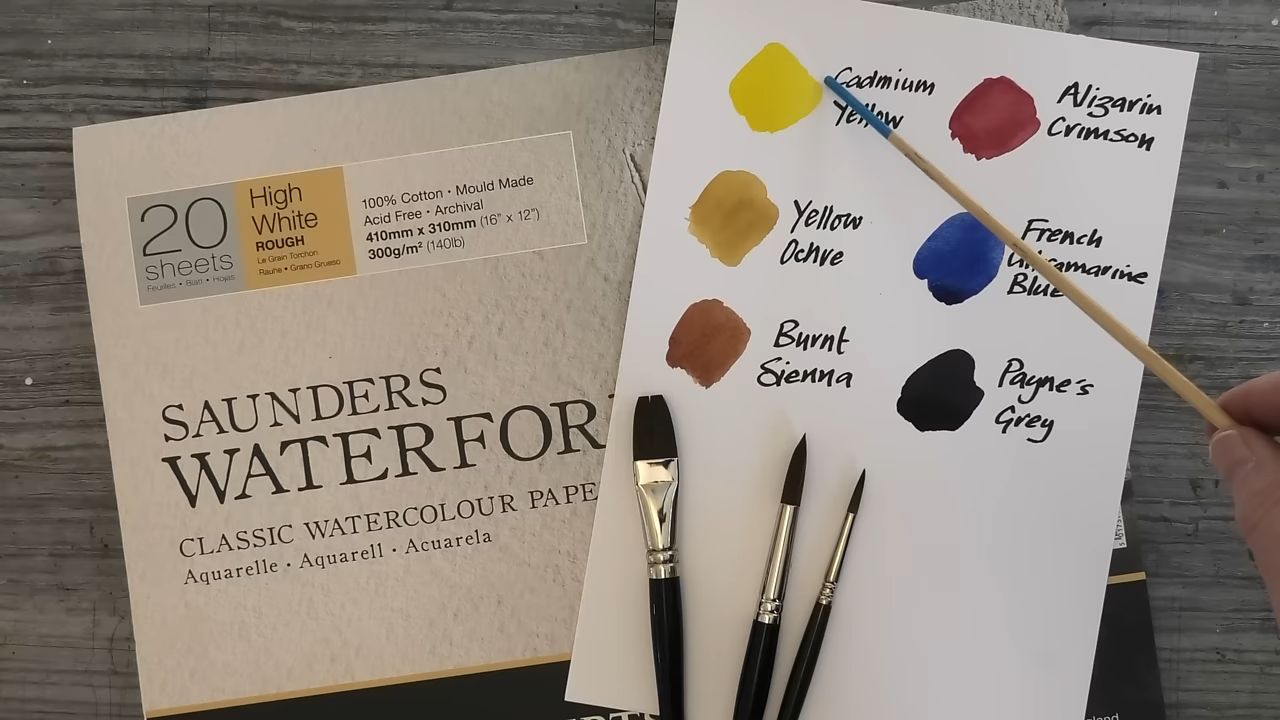 20
sheets
Feuilles • Blatt • Hojas
High
White
ROUGH
Le Grain Torchon
Rauhe • Grano Grueso
100% Cotton • Mould Made
Acid Free • Archival
410mm x 310mm (16" x 12")
300g/m² (140lb)
SAUNDERS
WATERFOR
CLASSIC WATERCOLOUR PAPE
Aquarelle • Aquarell • Acuarela
Cadmium
Yellow
Alizarin
Crimson
Yellow
Ochre
French
Ultramarine
Blue
Burnt
Sienna
Payne's
Grey